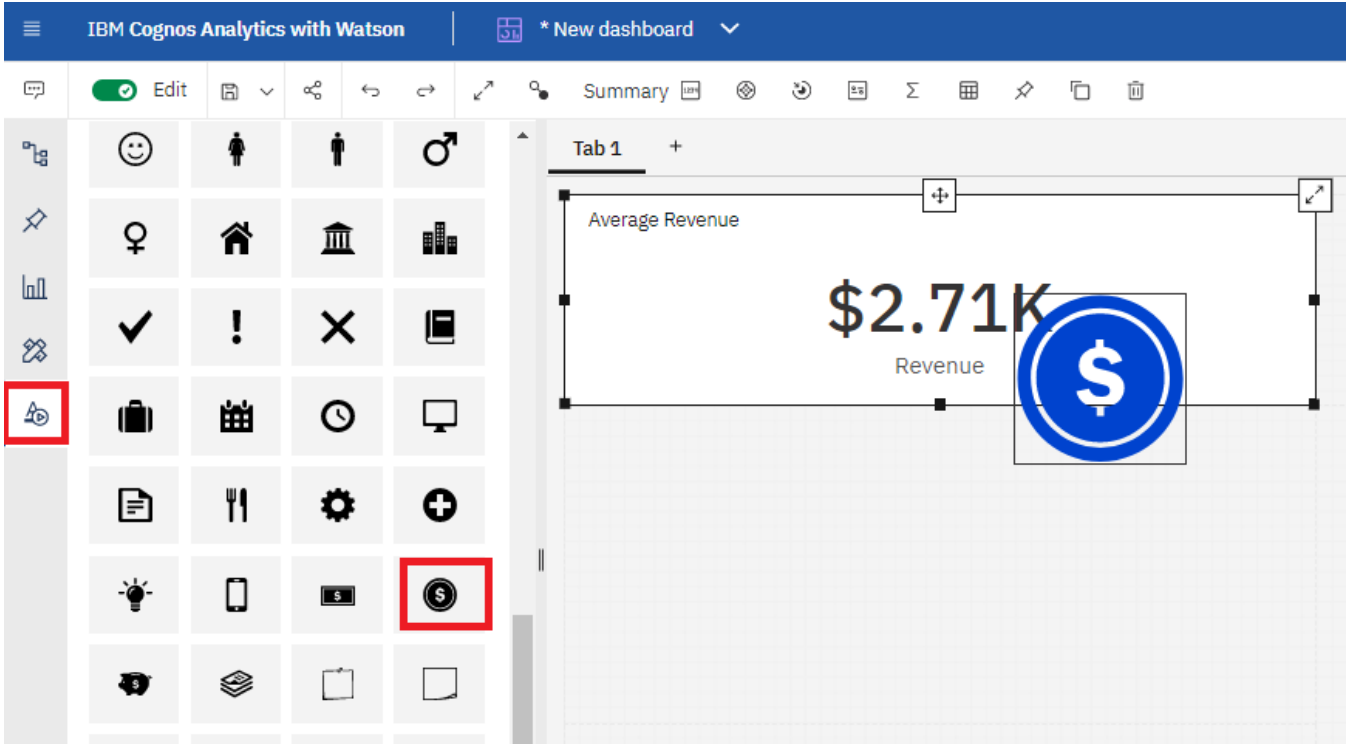 IBM Cognos Analytics with Watson
* New dashboard
Edit
Summary
Tab 1 +
Average Revenue
$2.71K
Revenue
$
$
$
$